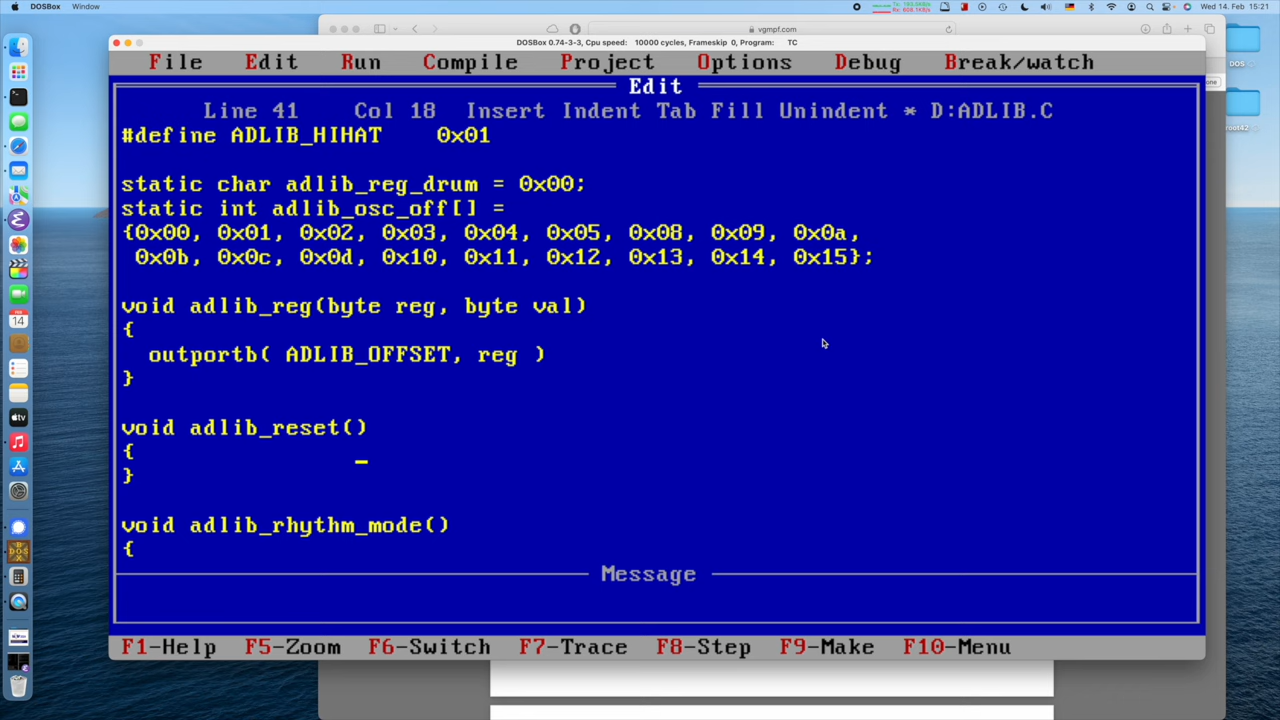 DOSBox Window
Wed 14. Feb 15:21
vgmpf.com
DOSBox 0.74-3-3, Cpu speed: 10000 cycles, Frameskip 0, Program: TC
File Edit Run Compile Project Options Debug Break/watch
Edit
Line 41 Col 18 Insert Indent Tab Fill Unindent * D:ADLIB.C
#define ADLIB_HIHAT 0x01
static char adlib_reg_drum = 0x00;
static int adlib_osc_off[] =
{0x00, 0x01, 0x02, 0x03, 0x04, 0x05, 0x08, 0x09, 0x0a,
0x0b, 0x0c, 0x0d, 0x10, 0x11, 0x12, 0x13, 0x14, 0x15};
void adlib_reg(byte reg, byte val)
{
outportb( ADLIB_OFFSET, reg )
}
void adlib_reset()
{
}
void adlib_rhythm_mode()
{
Message
F1-Help F5-Zoom F6-Switch F7-Trace F8-Step F9-Make F10-Menu
DOS
root42
14
tv